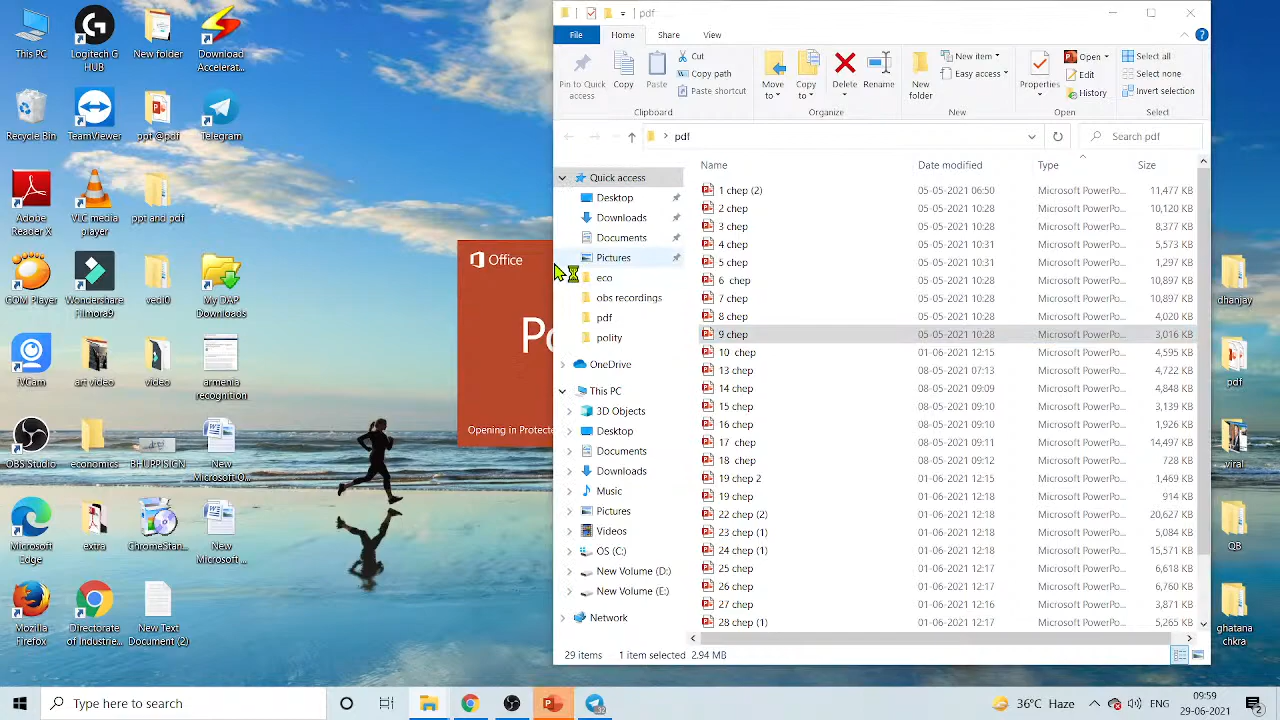 This PC
Logitech G
HUB
New folder
Download
Accelerat...
Recycle Bin
TeamViewer
ppt @pdf
Telegram
Adobe
Reader X
VLC media
player
ppt and pdf
GOM Player
Wondershare
Filmora9
ved10
My DAP
Downloads
iVCam
art video
video
armenia
recognition
OBS Studio
economics
BHUPPISIGN
New
Microsoft O...
Microsoft
Edge
extra
ChromeStan...
New
Microsoft ...
Mozilla
Firefox
Directorate
of Industrie...
New Text
Document (2)
Office
Po
Opening in Protecte
pdf
File
Home
Share
View
Pin to Quick
access
Copy
Paste
Cut
Copy path
Paste shortcut
Clipboard
Move
to
Copy
to
Delete
Rename
Organize
New
folder
New item
Easy access
New
Properties
Open
Edit
History
Open
Select all
Select none
Invert selection
Select
pdf
Search pdf
Quick access
Desktop
Downloads
Documents
Pictures
eco
obs recordings
pdf
polity
OneDrive
This PC
3D Objects
Desktop
Documents
Downloads
Music
Pictures
Videos
OS (C:)
New Volume (D:)
New Volume (E:)
Network
Name Date modified Type Size
1 chep (2) 05-05-2021 06:50 Microsoft PowerPo... 11,477 KB
2 chep 05-05-2021 10:28 Microsoft PowerPo... 10,120 KB
3 chep 05-05-2021 10:28 Microsoft PowerPo... 8,377 KB
4 chep 05-05-2021 10:31 Microsoft PowerPo... 5,573 KB
5 chep 05-05-2021 10:31 Microsoft PowerPo... 1,297 KB
6 chep 05-05-2021 10:28 Microsoft PowerPo... 10,897 KB
7 chep 05-05-2021 10:28 Microsoft PowerPo... 10,897 KB
8 chep 05-05-2021 10:28 Microsoft PowerPo... 4,020 KB
9 chep 05-05-2021 10:28 Microsoft PowerPo... 3,016 KB
10 chep 01-06-2021 12:15 Microsoft PowerPo... 4,595 KB
13 chep 08-05-2021 07:13 Microsoft PowerPo... 4,722 KB
14 chep 08-05-2021 09:09 Microsoft PowerPo... 4,848 KB
15 chep 08-05-2021 09:10 Microsoft PowerPo... 3,139 KB
16 chep 08-05-2021 09:10 Microsoft PowerPo...
17 chep 08-05-2021 09:11 Microsoft PowerPo... 14,497 KB
18 chep 08-05-2021 09:12 Microsoft PowerPo... 728 KB
19 chep 2 01-06-2021 12:15 Microsoft PowerPo... 1,469 KB
19 chep 01-06-2021 12:18 Microsoft PowerPo... 914 KB
22 chep (2) 01-06-2021 12:18 Microsoft PowerPo... 20,627 KB
23 chep (1) 01-06-2021 12:18 Microsoft PowerPo... 5,084 KB
24 chep (1) 01-06-2021 12:18 Microsoft PowerPo... 15,571 KB
25 chep 01-06-2021 12:17 Microsoft PowerPo... 6,618 KB
26 chep 01-06-2021 12:17 Microsoft PowerPo... 6,760 KB
27 chep 01-06-2021 12:16 Microsoft PowerPo... 3,871 KB
28 chep (1) 01-06-2021 12:17 Microsoft PowerPo... 5,265 KB
29 items 1 item selected 2.94 MB
dhanjay
pdf
viral
QB
ghatana
chkra
Type here to search
36°C Haze
ENG
09:59
29-06-2021
2